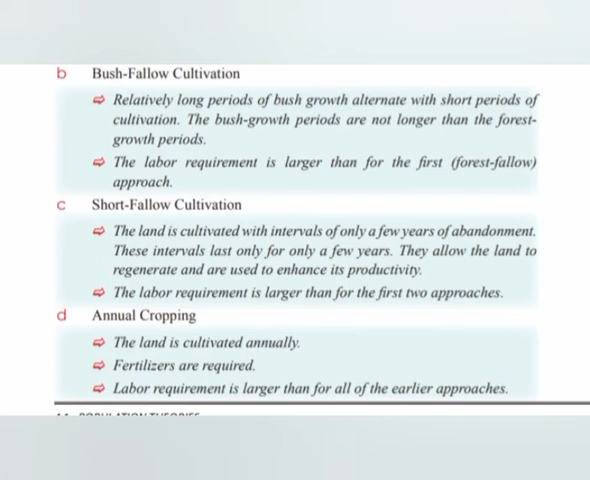 b Bush-Fallow Cultivation
⇨ Relatively long periods of bush growth alternate with short periods of
cultivation. The bush-growth periods are not longer than the forest-
growth periods.
⇨ The labor requirement is larger than for the first (forest-fallow)
approach.
c Short-Fallow Cultivation
⇨ The land is cultivated with intervals of only a few years of abandonment.
These intervals last only for only a few years. They allow the land to
regenerate and are used to enhance its productivity.
⇨ The labor requirement is larger than for the first two approaches.
d Annual Cropping
⇨ The land is cultivated annually.
⇨ Fertilizers are required.
⇨ Labor requirement is larger than for all of the earlier approaches.
POPULATION THEORIES